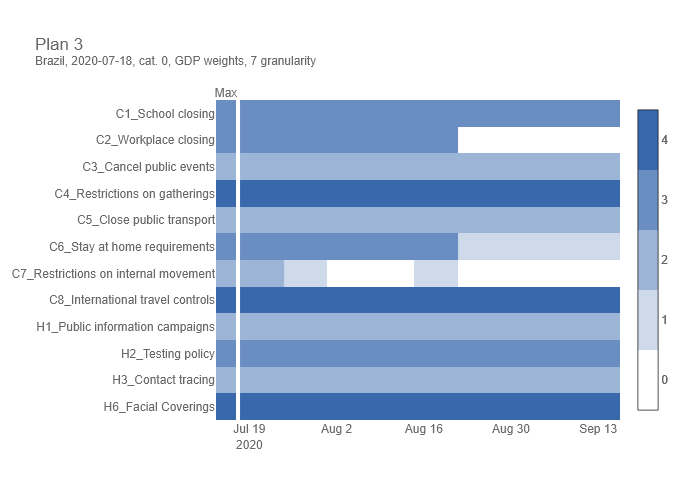 Plan 3
Brazil, 2020-07-18, cat. 0, GDP weights, 7 granularity
Max
C1_School closing
C2_Workplace closing
C3_Cancel public events
C4_Restrictions on gatherings
C5_Close public transport
C6_Stay at home requirements
C7_Restrictions on internal movement
C8_International travel controls
H1_Public information campaigns
H2_Testing policy
H3_Contact tracing
H6_Facial Coverings
Jul 19 Aug 2 Aug 16 Aug 30 Sep 13
2020
4
3
2
1
0